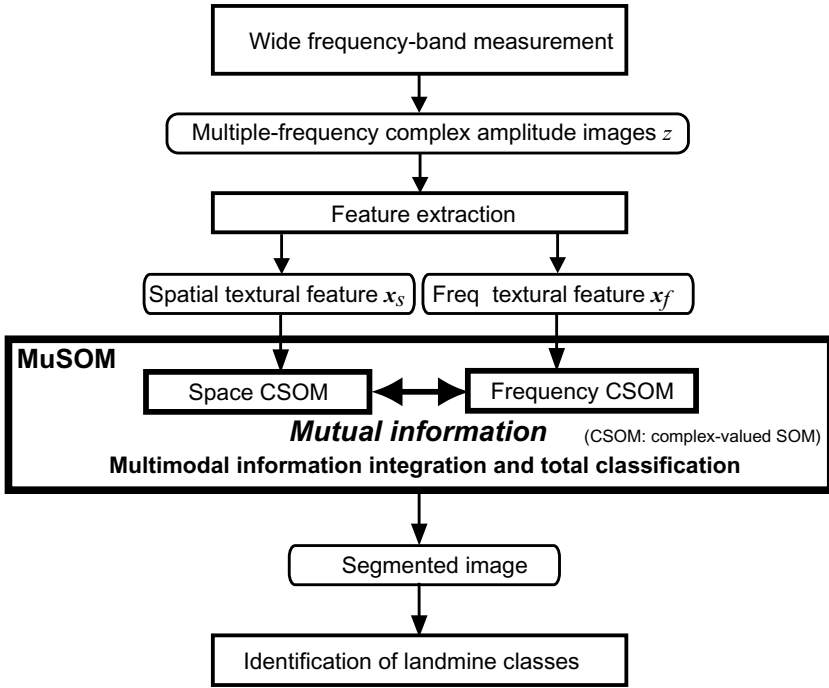 Wide frequency-band measurement
Multiple-frequency complex amplitude images z
Feature extraction
Spatial textural feature xs
Freq textural feature xf
MuSOM
Space CSOM
Frequency CSOM
Mutual information
(CSOM: complex-valued SOM)
Multimodal information integration and total classification
Segmented image
Identification of landmine classes